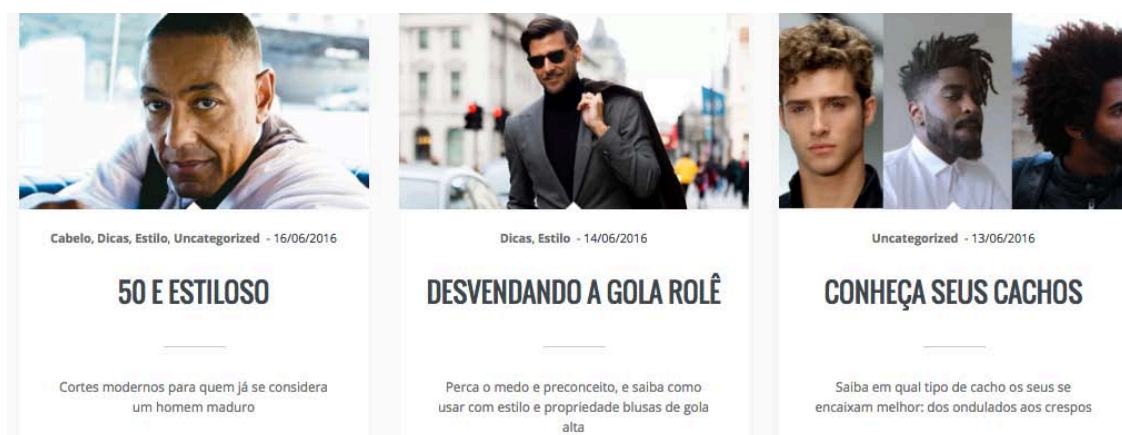 Cabelo, Dicas, Estilo, Uncategorized - 16/06/2016
50 E ESTILOSO
Cortes modernos para quem já se considera
um homem maduro
Dicas, Estilo - 14/06/2016
DESVENDANDO A GOLA ROLÊ
Perca o medo e preconceito, e saiba como
usar com estilo e propriedade blusas de gola
alta
Uncategorized - 13/06/2016
CONHEÇA SEUS CACHOS
Saiba em qual tipo de cacho os seus se
encaixam melhor: dos ondulados aos crespos